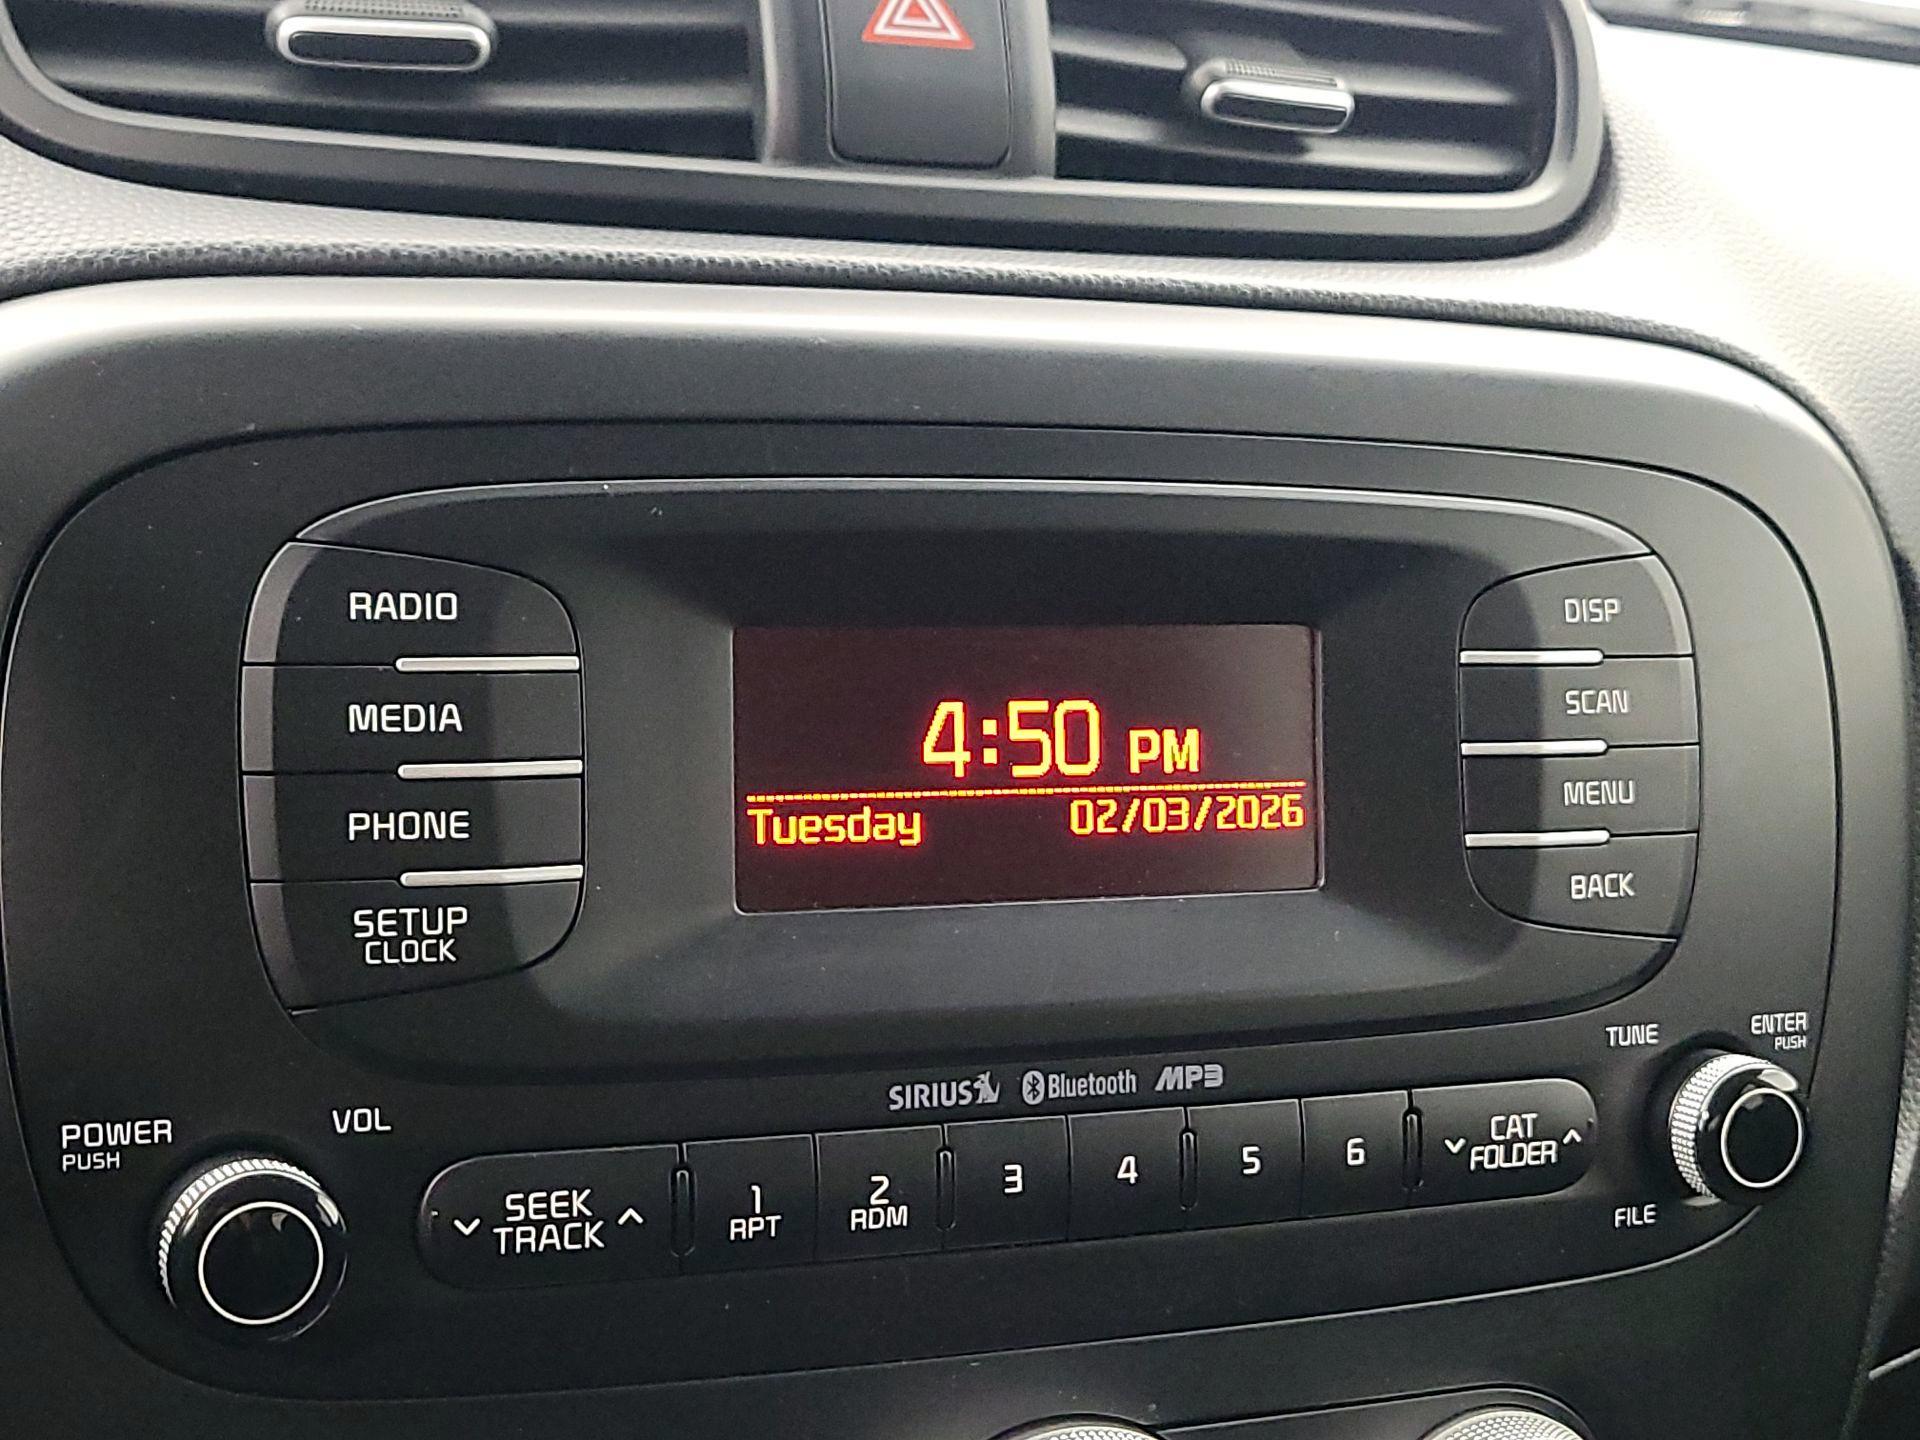 RADIO
MEDIA
PHONE
SETUP
CLOCK
4:50 PM
Tuesday 02/03/2026
DISP
SCAN
MENU
BACK
SIRIUS Bluetooth MP3
POWER
PUSH
VOL
SEEK
TRACK
1
RPT
2
RDM
3
4
5
6
CAT
FOLDER
TUNE
ENTER
PUSH
FILE